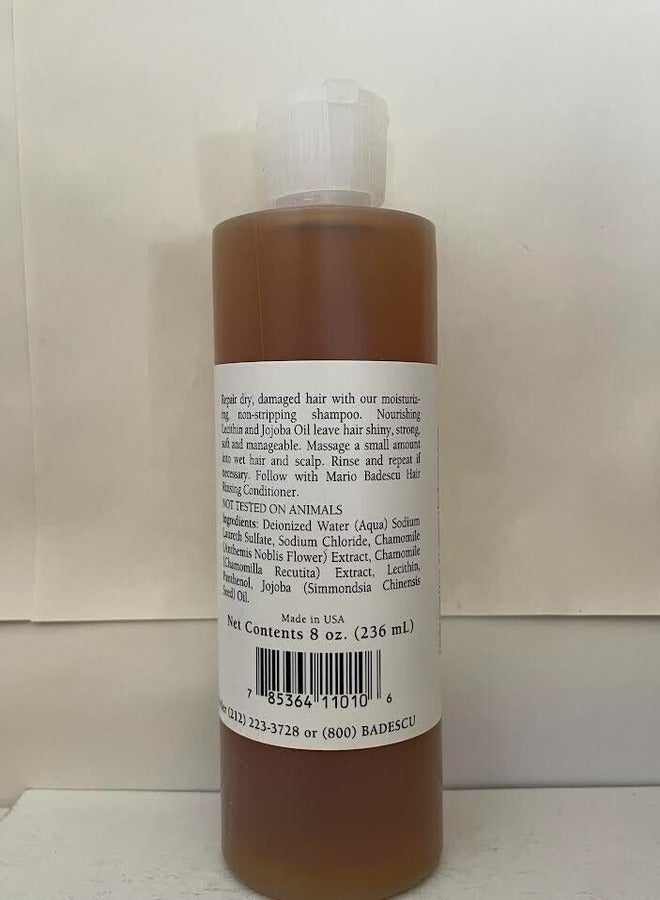 Repair dry, damaged hair with our moisturiz-
ing, non-stripping shampoo. Nourishing
Lecithin and Jojoba Oil leave hair shiny, strong,
soft and manageable. Massage a small amount
into wet hair and scalp. Rinse and repeat if
necessary. Follow with Mario Badescu Hair
Rinsing Conditioner.
NOT TESTED ON ANIMALS
Ingredients: Deionized Water (Aqua) Sodium
Laureth Sulfate, Sodium Chloride, Chamomile
(Anthemis Noblis Flower) Extract, Chamomile
(Chamomilla Recutita) Extract, Lecithin,
Panthenol, Jojoba (Simmondsia Chinensis
Seed) Oil.
Made in USA
Net Contents 8 oz. (236 mL)
7 85364 11010 6
(212) 223-3728 or (800) BADESCU